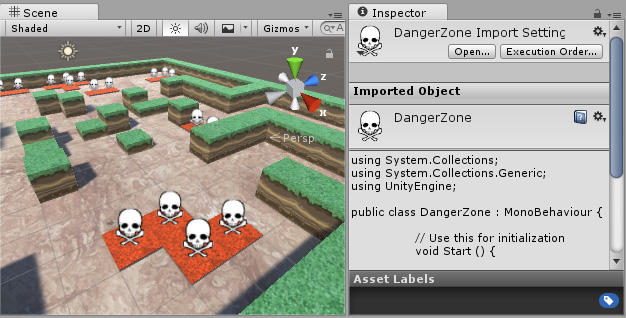 Scene
Shaded
2D
Gizmos
A
y
z
x
Persp
Inspector
DangerZone Import Setting
Open...
Execution Order...
Imported Object
DangerZone
using System.Collections;
using System.Collections.Generic;
using UnityEngine;
public class DangerZone : MonoBehaviour {
// Use this for initialization
void Start () {
Asset Labels